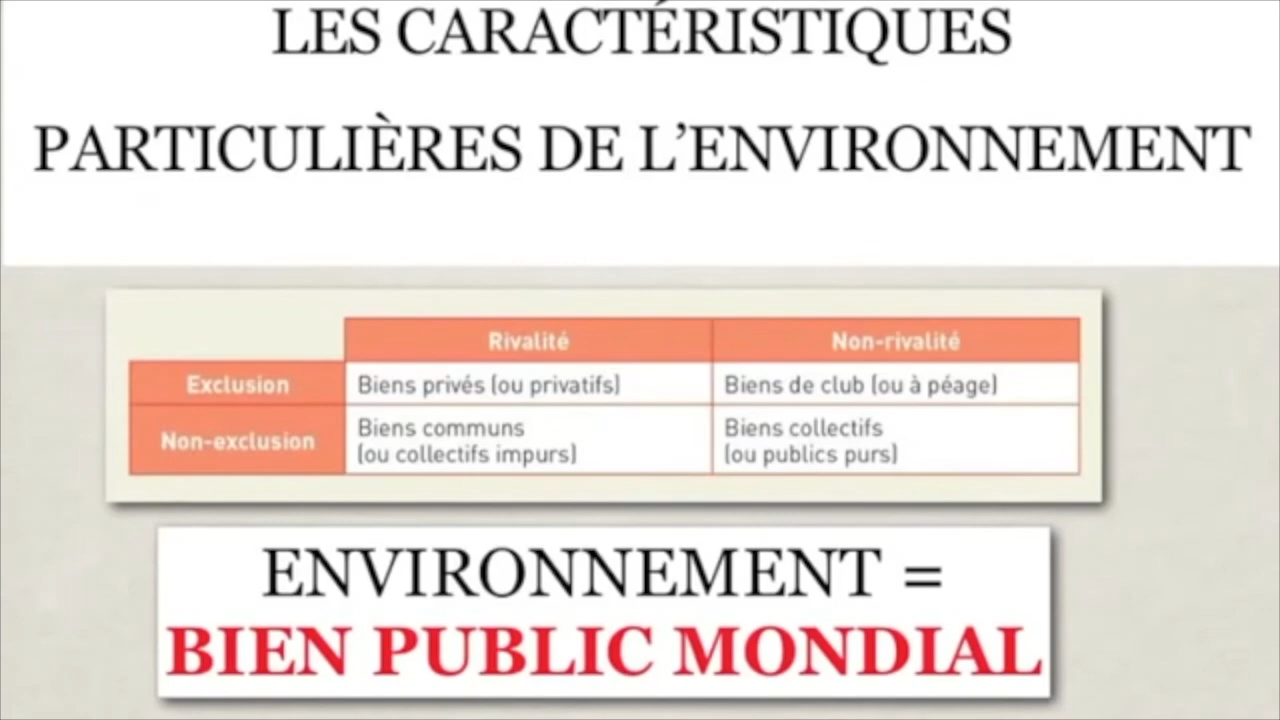 LES CARACTÉRISTIQUES
PARTICULIÈRES DE L’ENVIRONNEMENT
Rivalité Non-rivalité
Exclusion Biens privés (ou privatifs) Biens de club (ou à péage)
Non-exclusion Biens communs Biens collectifs
(ou collectifs impurs) (ou publics purs)
ENVIRONNEMENT =
BIEN PUBLIC MONDIAL